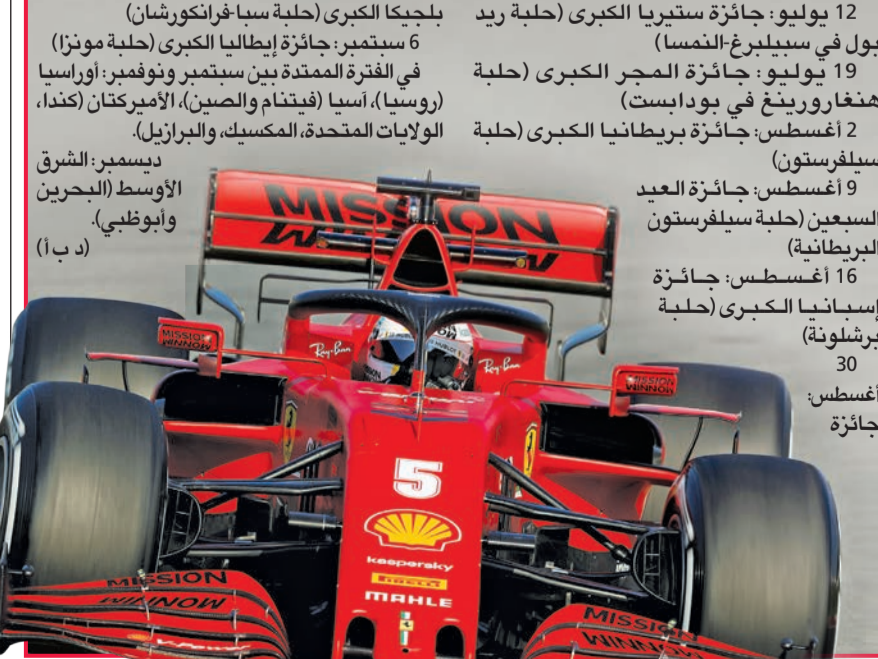 12 يوليو: جائزة ستيريا الكبرى (حلبة ريد
بول في سبيلبرغ-النمسا)
19 يوليو: جائزة المجر الكبرى (حلبة
هنغارورينغ في بودابست)
2 أغسطس: جائزة بريطانيا الكبرى (حلبة
سيلفرستون)
9 أغسطس: جائزة العيد
السبعين (حلبة سيلفرستون
البريطانية)
16 أغسطس: جائزة
إسبانيا الكبرى (حلبة
برشلونة)
30
أغسطس:
جائزة
بلجيكا الكبرى (حلبة سبا-فرانكورشان)
6 سبتمبر: جائزة إيطاليا الكبرى (حلبة مونزا)
في الفترة الممتدة بين سبتمبر ونوفمبر: أوراسيا
(روسيا)، آسيا (فيتنام والصين)، الأميركتان (كندا،
الولايات المتحدة، المكسيك، والبرازيل).
ديسمبر: الشرق
الأوسط (البحرين
وأبوظبي).
(د ب أ)
MISSION
MISSION
WINNOW
Ray-Ban
Ray-Ban
MISSION
WINNOW
5
kaspersky
PIRELLI
MAHLE
MISSION
WINNOW
V-Power
MISSION
WINNOW